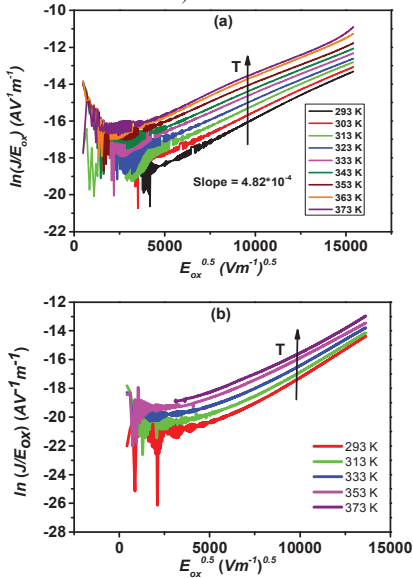 (a)
-10
-12
-14
-16
-18
-20
ln(J/Eox) (AV-1m-1)
T
293 K
303 K
313 K
323 K
333 K
343 K
353 K
363 K
373 K
Slope = 4.82*10-4
0 5000 10000 15000
Eox0.5 (Vm-1)0.5
(b)
-12
-14
-16
-18
-20
-22
-24
-26
-28
ln (J/EOX) (AV-1m-1)
T
293 K
313 K
333 K
353 K
373 K
0 5000 10000 15000
Eox0.5 (Vm-1)0.5